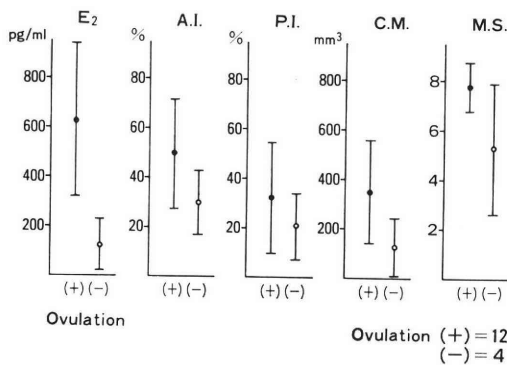 E₂ A.I. P.I. C.M. M.S.
pg/ml % % mm³
800 80 80 800 8
600 60 60 600 6
400 40 40 400 4
200 20 20 200 2
(+) (-) (+) (-) (+) (-) (+) (-) (+) (-)
Ovulation
Ovulation (+) = 12
(-) = 4